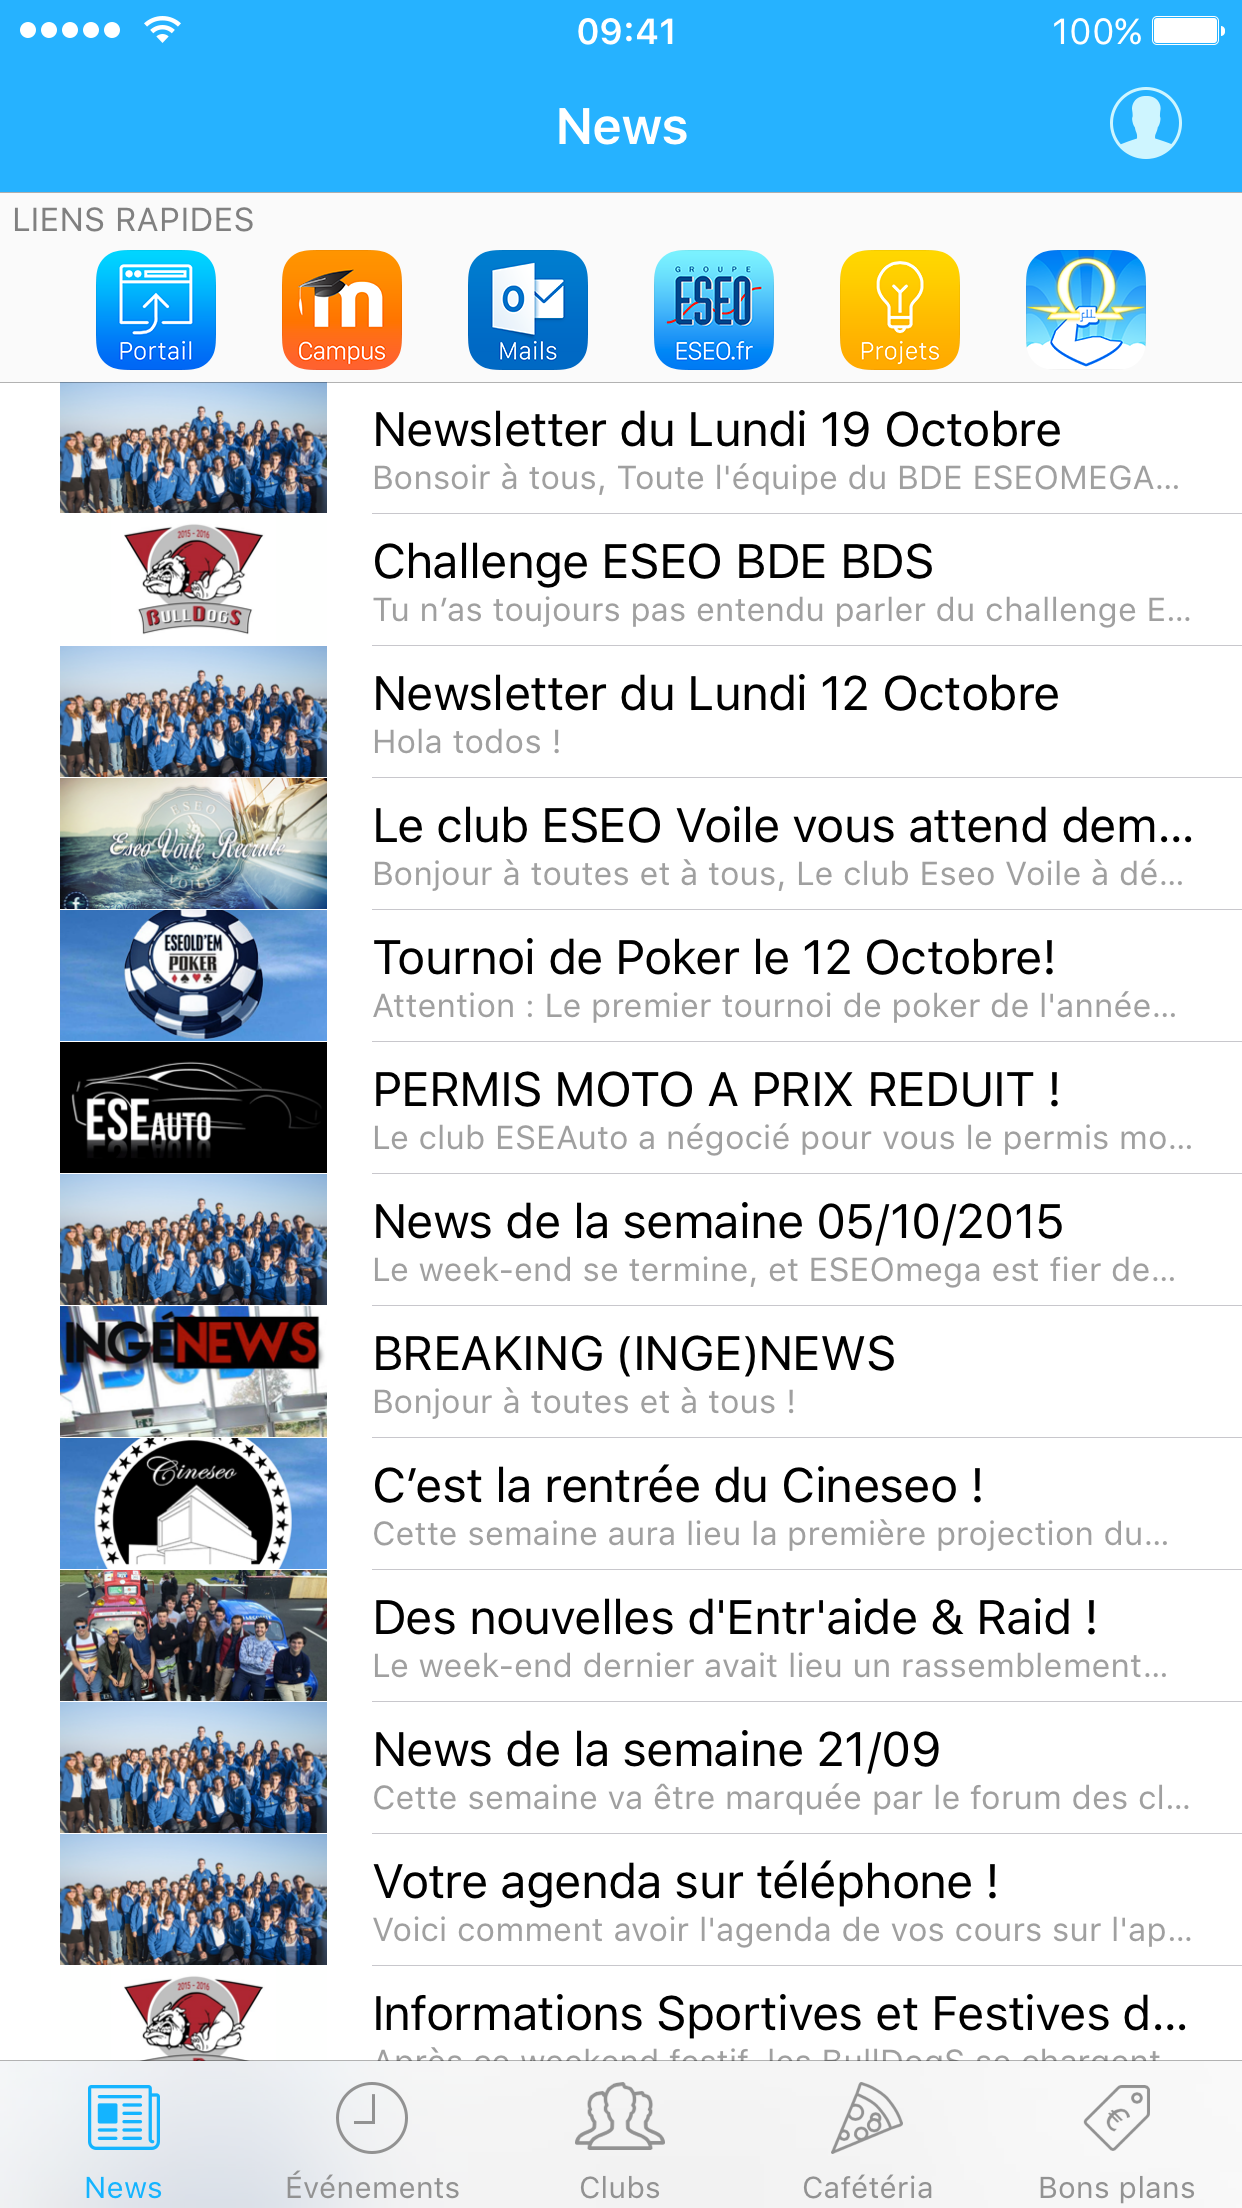 09:41
100%
News
LIENS RAPIDES
Portail
Campus
Mails
GROUPE
ESEO
ESEO.fr
Projets
Newsletter du Lundi 19 Octobre
Bonsoir à tous, Toute l'équipe du BDE ESEOMEGA...
2015 - 2016
BULLDOGS
Challenge ESEO BDE BDS
Tu n’as toujours pas entendu parler du challenge E...
Newsletter du Lundi 12 Octobre
Hola todos !
ESEO
Eseo Voile Recrute
VOILE
Le club ESEO Voile vous attend dem...
Bonjour à toutes et à tous, Le club Eseo Voile à dé...
ESEOLD'EM
POKER
Tournoi de Poker le 12 Octobre!
Attention : Le premier tournoi de poker de l'année...
ESEAUTO
PERMIS MOTO A PRIX REDUIT !
Le club ESEAuto a négocié pour vous le permis mo...
News de la semaine 05/10/2015
Le week-end se termine, et ESEOmega est fier de...
INGÉNEWS
BREAKING (INGE)NEWS
Bonjour à toutes et à tous !
Cineseo
C’est la rentrée du Cineseo !
Cette semaine aura lieu la première projection du...
Des nouvelles d'Entr'aide & Raid !
Le week-end dernier avait lieu un rassemblement...
News de la semaine 21/09
Cette semaine va être marquée par le forum des cl...
Votre agenda sur téléphone !
Voici comment avoir l'agenda de vos cours sur l'ap...
2015 - 2016
Informations Sportives et Festives d...
Après ce weekend festif, les BullDogS se chargent
News
Événements
Clubs
Cafétéria
Bons plans